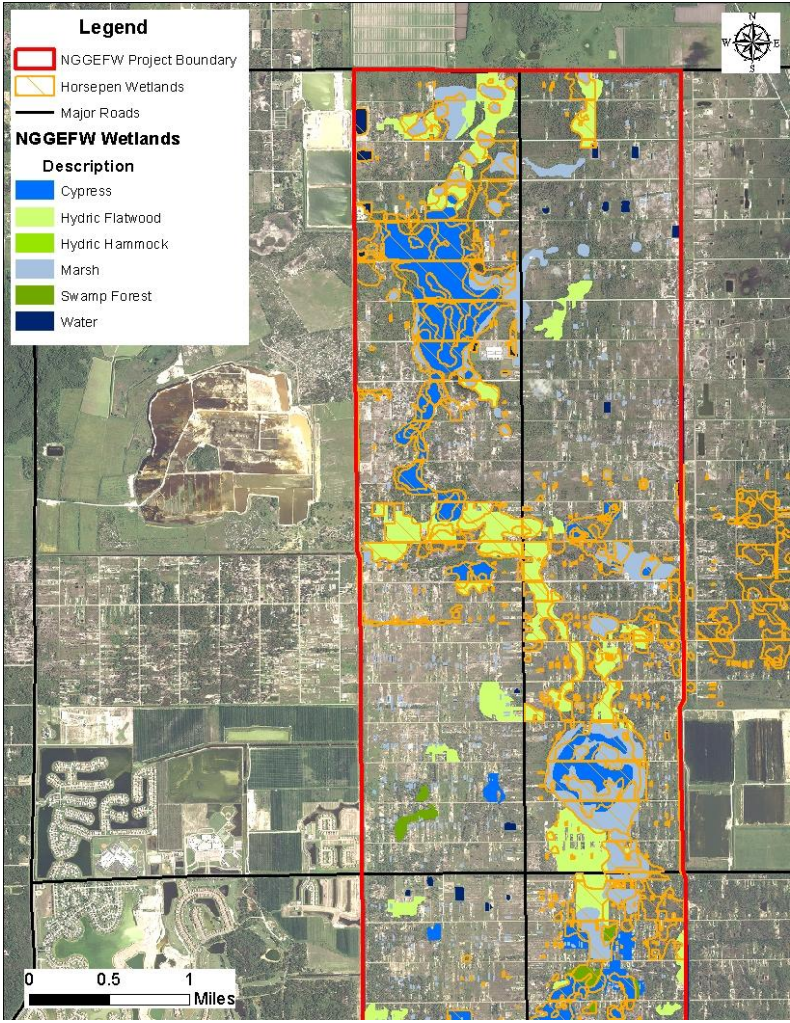 Legend
NGGEFW Project Boundary
Horsepen Wetlands
Major Roads
NGGEFW Wetlands
Description
Cypress
Hydric Flatwood
Hydric Hammock
Marsh
Swamp Forest
Water
N
W E
S
0 0.5 1
Miles